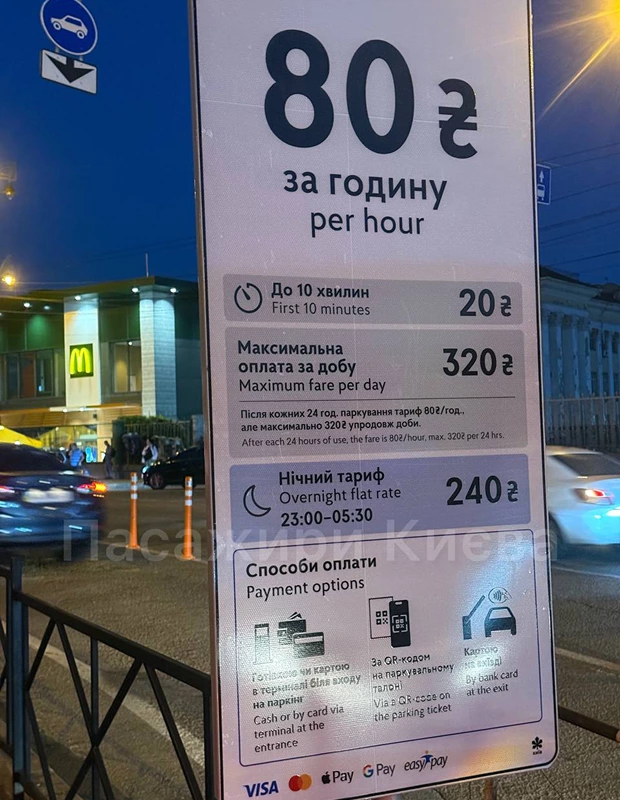 80 ₴
за годину
per hour
До 10 хвилин
First 10 minutes
20 ₴
Максимальна
оплата за добу
Maximum fare per day
320 ₴
Після кожних 24 год. паркування тариф 80₴/год.,
але максимально 320₴ упродовж доби.
After each 24 hours of use, the fare is 80₴/hour, max. 320₴ per 24 hrs.
Нічний тариф
Overnight flat rate
23:00–05:30
240 ₴
Пасажири Києва
Способи оплати
Payment options
Готівкою чи картою
в терміналі біля входу
на паркінг
Cash or by card via
terminal at the
entrance
За QR-кодом
на паркувальному
талоні
Via a QR-code on
the parking ticket
Картою
на виїзді
By bank card
at the exit
VISA
Pay
G Pay
easypay